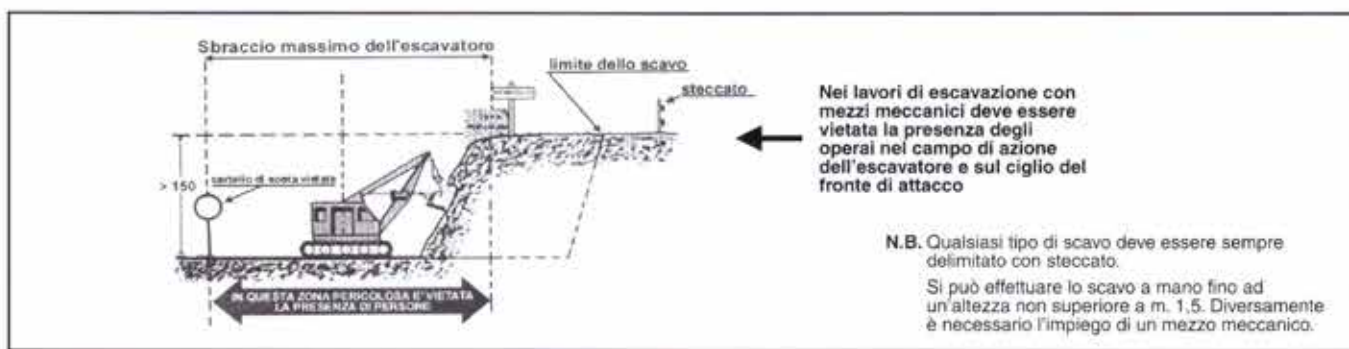 Sbraccio massimo dell'escavatore
limite dello scavo
steccato
> 150
cartello di sosta vietata
IN QUESTA ZONA PERICOLOSA E' VIETATA
LA PRESENZA DI PERSONE
Nei lavori di escavazione con
mezzi meccanici deve essere
vietata la presenza degli
operai nel campo di azione
dell'escavatore e sul ciglio del
fronte di attacco
N.B. Qualsiasi tipo di scavo deve essere sempre
delimitato con steccato.
Si può effettuare lo scavo a mano fino ad
un'altezza non superiore a m. 1,5. Diversamente
è necessario l'impiego di un mezzo meccanico.